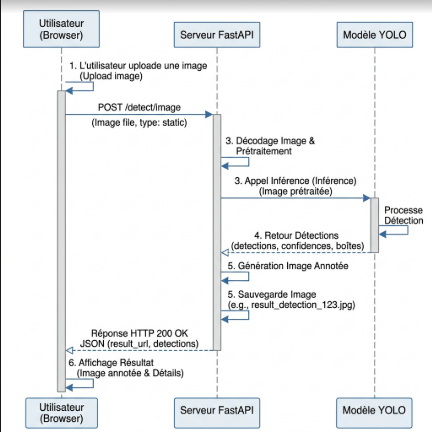 Utilisateur
(Browser)
Serveur FastAPI
Modèle YOLO
1. L'utilisateur uploade une image
(Upload image)
POST /detect/image
(Image file, type: static)
3. Décodage Image &
Prétraitement
3. Appel Inférence (Inférence)
(Image prétraitée)
Processe
Détection
4. Retour Détections
(detections, confidences, boîtes)
5. Génération Image Annotée
5. Sauvegarde Image
(e.g., result_detection_123.jpg)
Réponse HTTP 200 OK
JSON (result_url, detections)
6. Affichage Résultat
(Image annotée & Détails)
Utilisateur
(Browser)
Serveur FastAPI
Modèle YOLO